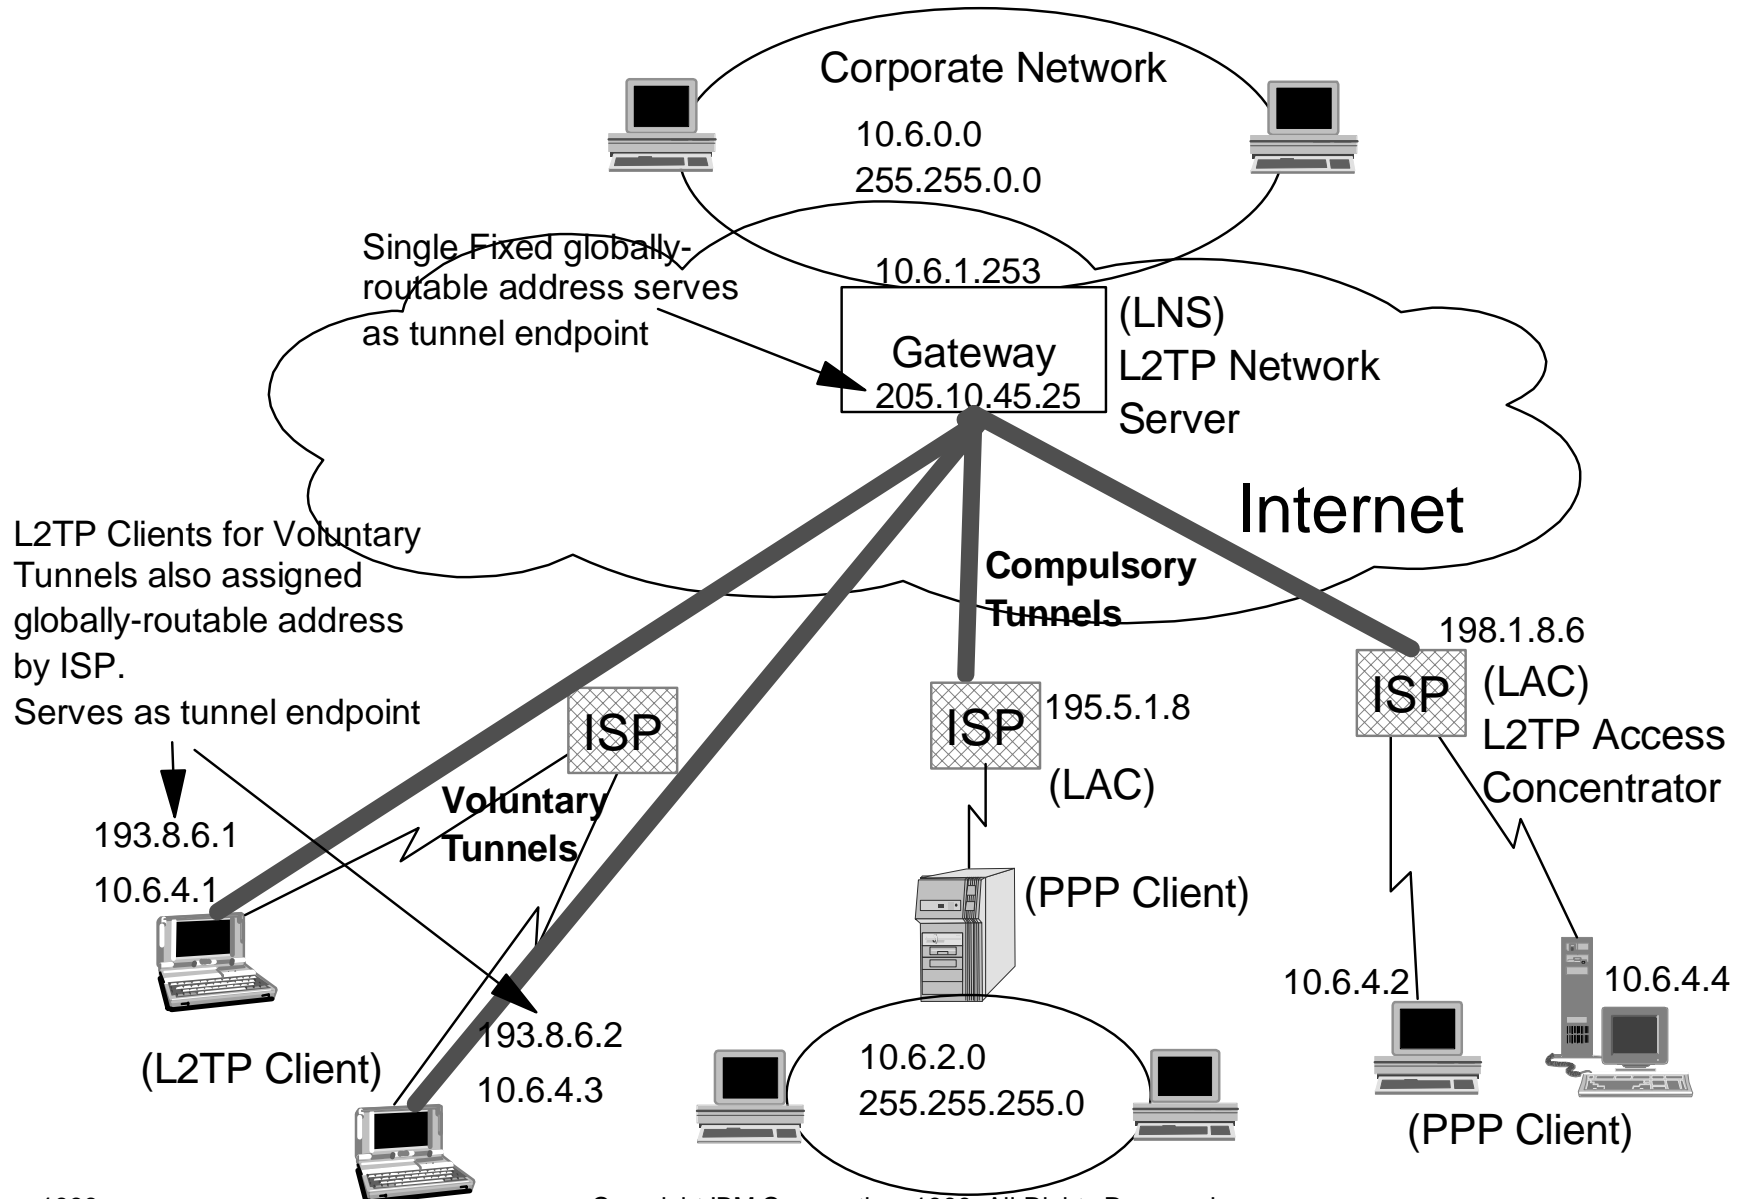 Corporate Network
10.6.0.0
255.255.0.0
Single Fixed globally-
routable address serves
as tunnel endpoint
10.6.1.253
Gateway
205.10.45.25
(LNS)
L2TP Network
Server
Internet
L2TP Clients for Voluntary
Tunnels also assigned
globally-routable address
by ISP.
Serves as tunnel endpoint
Compulsory
Tunnels
198.1.8.6
ISP
(LAC)
L2TP Access
Concentrator
ISP
195.5.1.8
(LAC)
ISP
Voluntary
Tunnels
193.8.6.1
10.6.4.1
(PPP Client)
10.6.4.2
10.6.4.4
193.8.6.2
10.6.4.3
(L2TP Client)
10.6.2.0
255.255.255.0
(PPP Client)